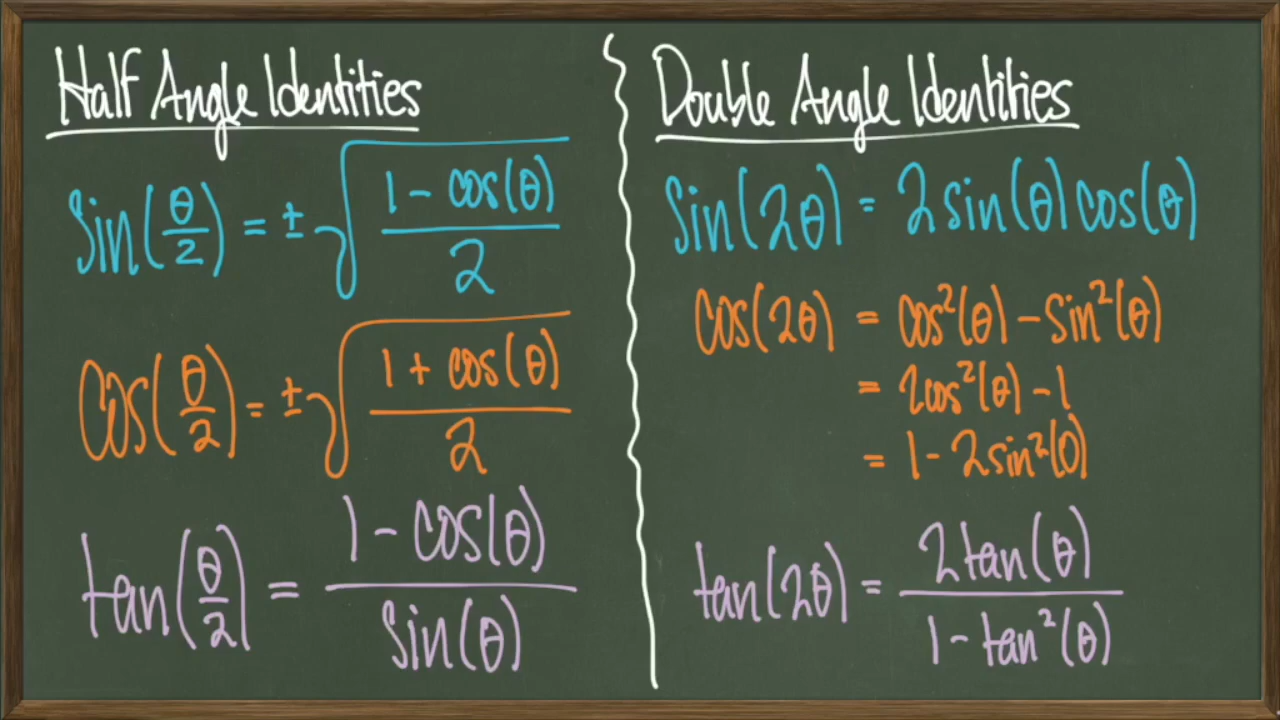 Half Angle Identities
sin(θ/2) = ± √((1 - cos(θ))/2)
cos(θ/2) = ± √((1 + cos(θ))/2)
tan(θ/2) = (1 - cos(θ))/sin(θ)
Double Angle Identities
sin(2θ) = 2sin(θ)cos(θ)
cos(2θ) = cos²(θ) - sin²(θ)
= 2cos²(θ) - 1
= 1 - 2sin²(0)
tan(2θ) = 2tan(θ)/(1 - tan²(θ))